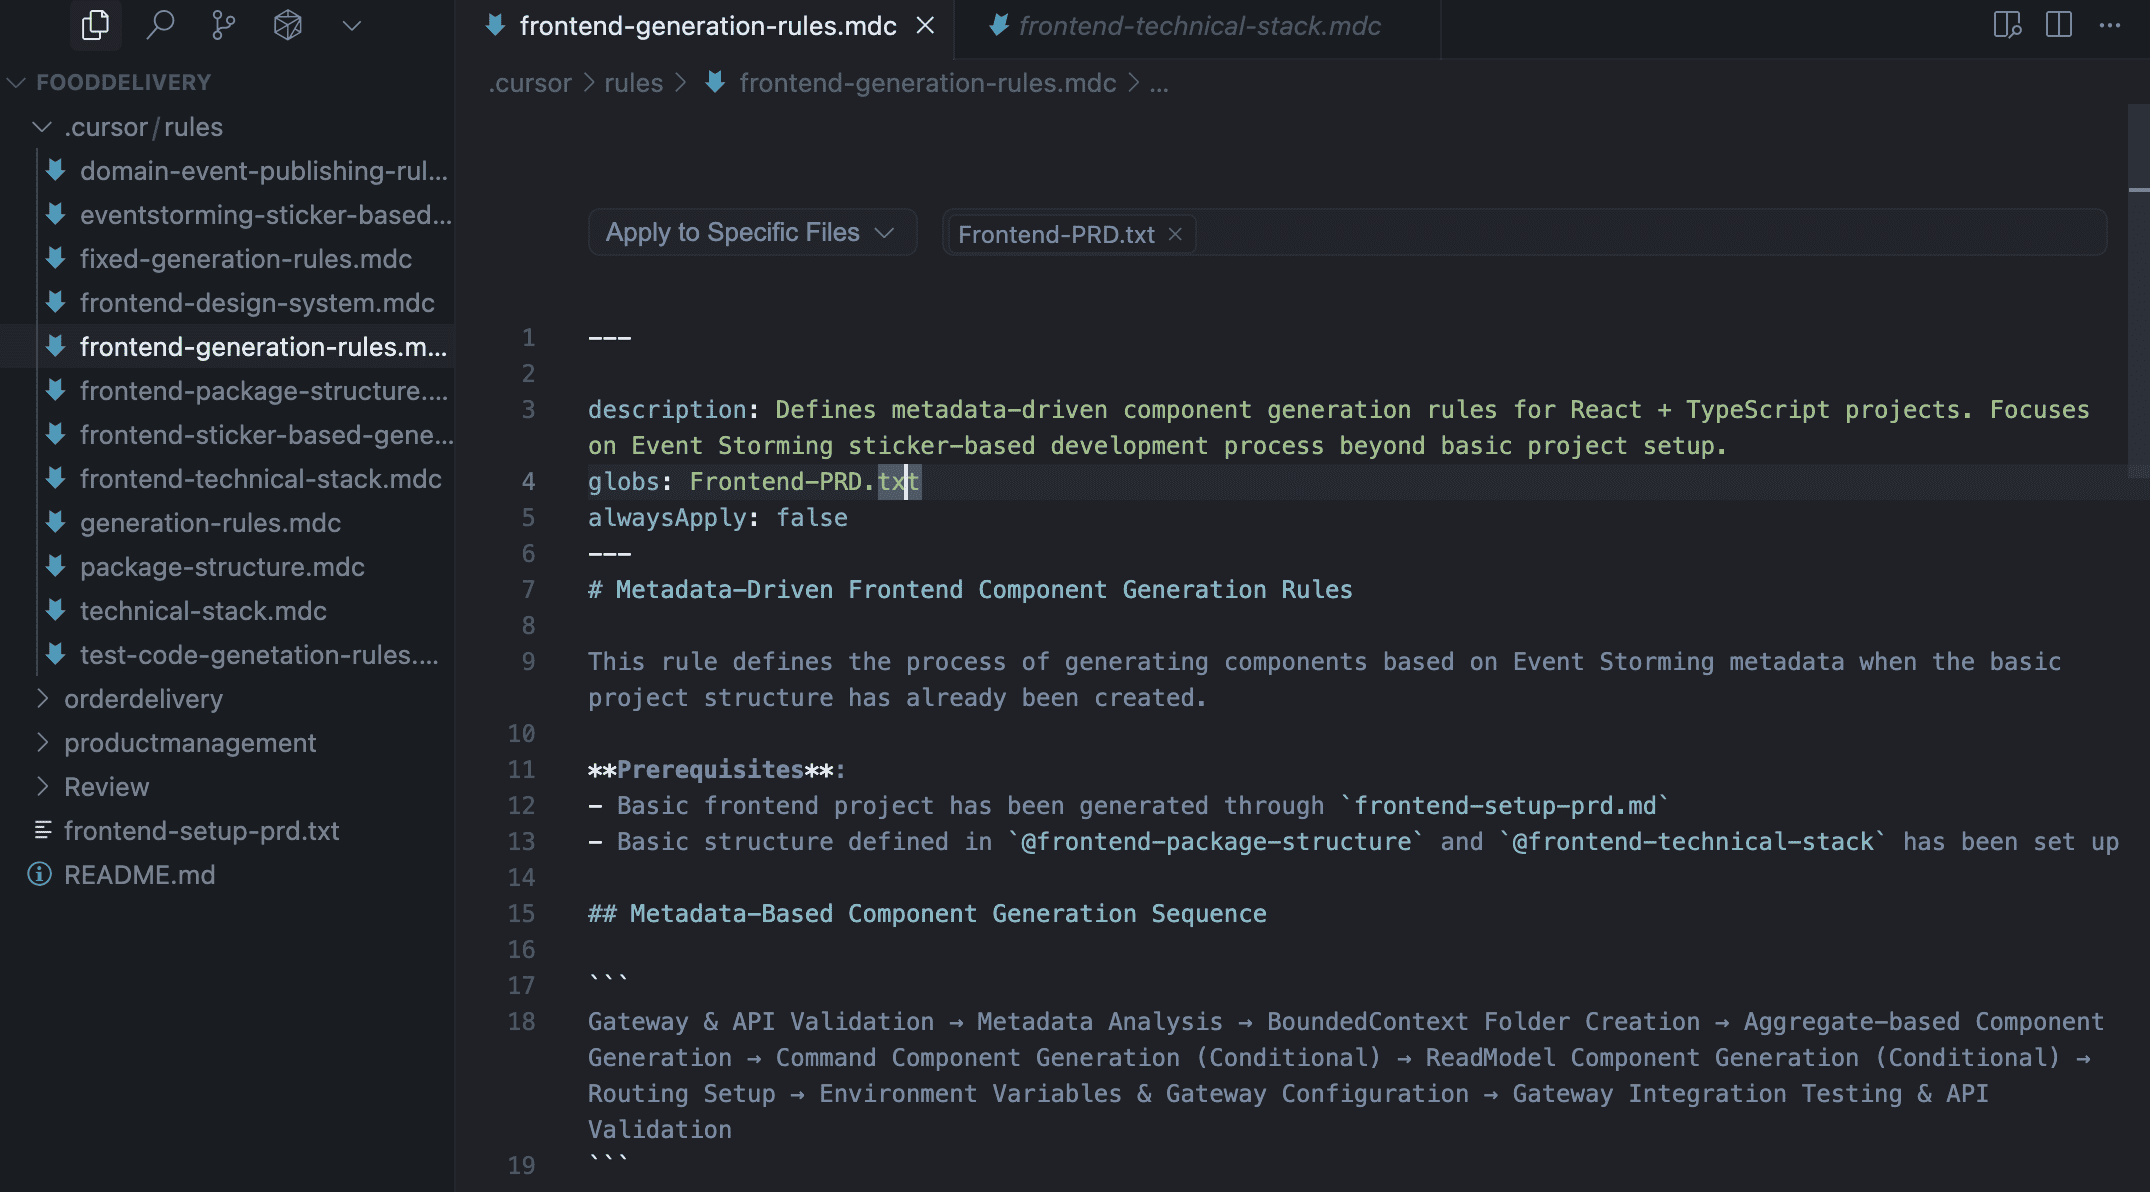 frontend-generation-rules.mdc
frontend-technical-stack.mdc
FOODDELIVERY
.cursor/rules
domain-event-publishing-rul...
eventstorming-sticker-based...
fixed-generation-rules.mdc
frontend-design-system.mdc
frontend-generation-rules.m...
frontend-package-structure....
frontend-sticker-based-gene...
frontend-technical-stack.mdc
generation-rules.mdc
package-structure.mdc
technical-stack.mdc
test-code-genetation-rules....
orderdelivery
productmanagement
Review
frontend-setup-prd.txt
README.md
.cursor > rules > frontend-generation-rules.mdc > ...
Apply to Specific Files
Frontend-PRD.txt
1 ---
2
3 description: Defines metadata-driven component generation rules for React + TypeScript projects. Focuses
on Event Storming sticker-based development process beyond basic project setup.
4 globs: Frontend-PRD.txt
5 alwaysApply: false
6 ---
7 # Metadata-Driven Frontend Component Generation Rules
8
9 This rule defines the process of generating components based on Event Storming metadata when the basic
project structure has already been created.
10
11 **Prerequisites**:
12 - Basic frontend project has been generated through `frontend-setup-prd.md`
13 - Basic structure defined in `@frontend-package-structure` and `@frontend-technical-stack` has been set up
14
15 ## Metadata-Based Component Generation Sequence
16
17 ```
18 Gateway & API Validation → Metadata Analysis → BoundedContext Folder Creation → Aggregate-based Component
Generation → Command Component Generation (Conditional) → ReadModel Component Generation (Conditional) →
Routing Setup → Environment Variables & Gateway Configuration → Gateway Integration Testing & API
Validation
19 ```